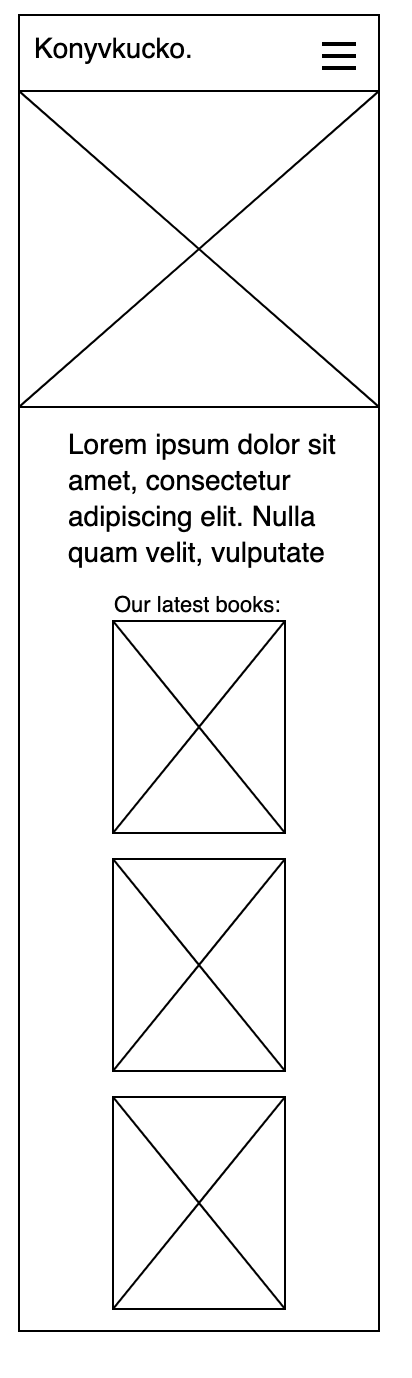 Konyvkucko.
Lorem ipsum dolor sit
amet, consectetur
adipiscing elit. Nulla
quam velit, vulputate
Our latest books: